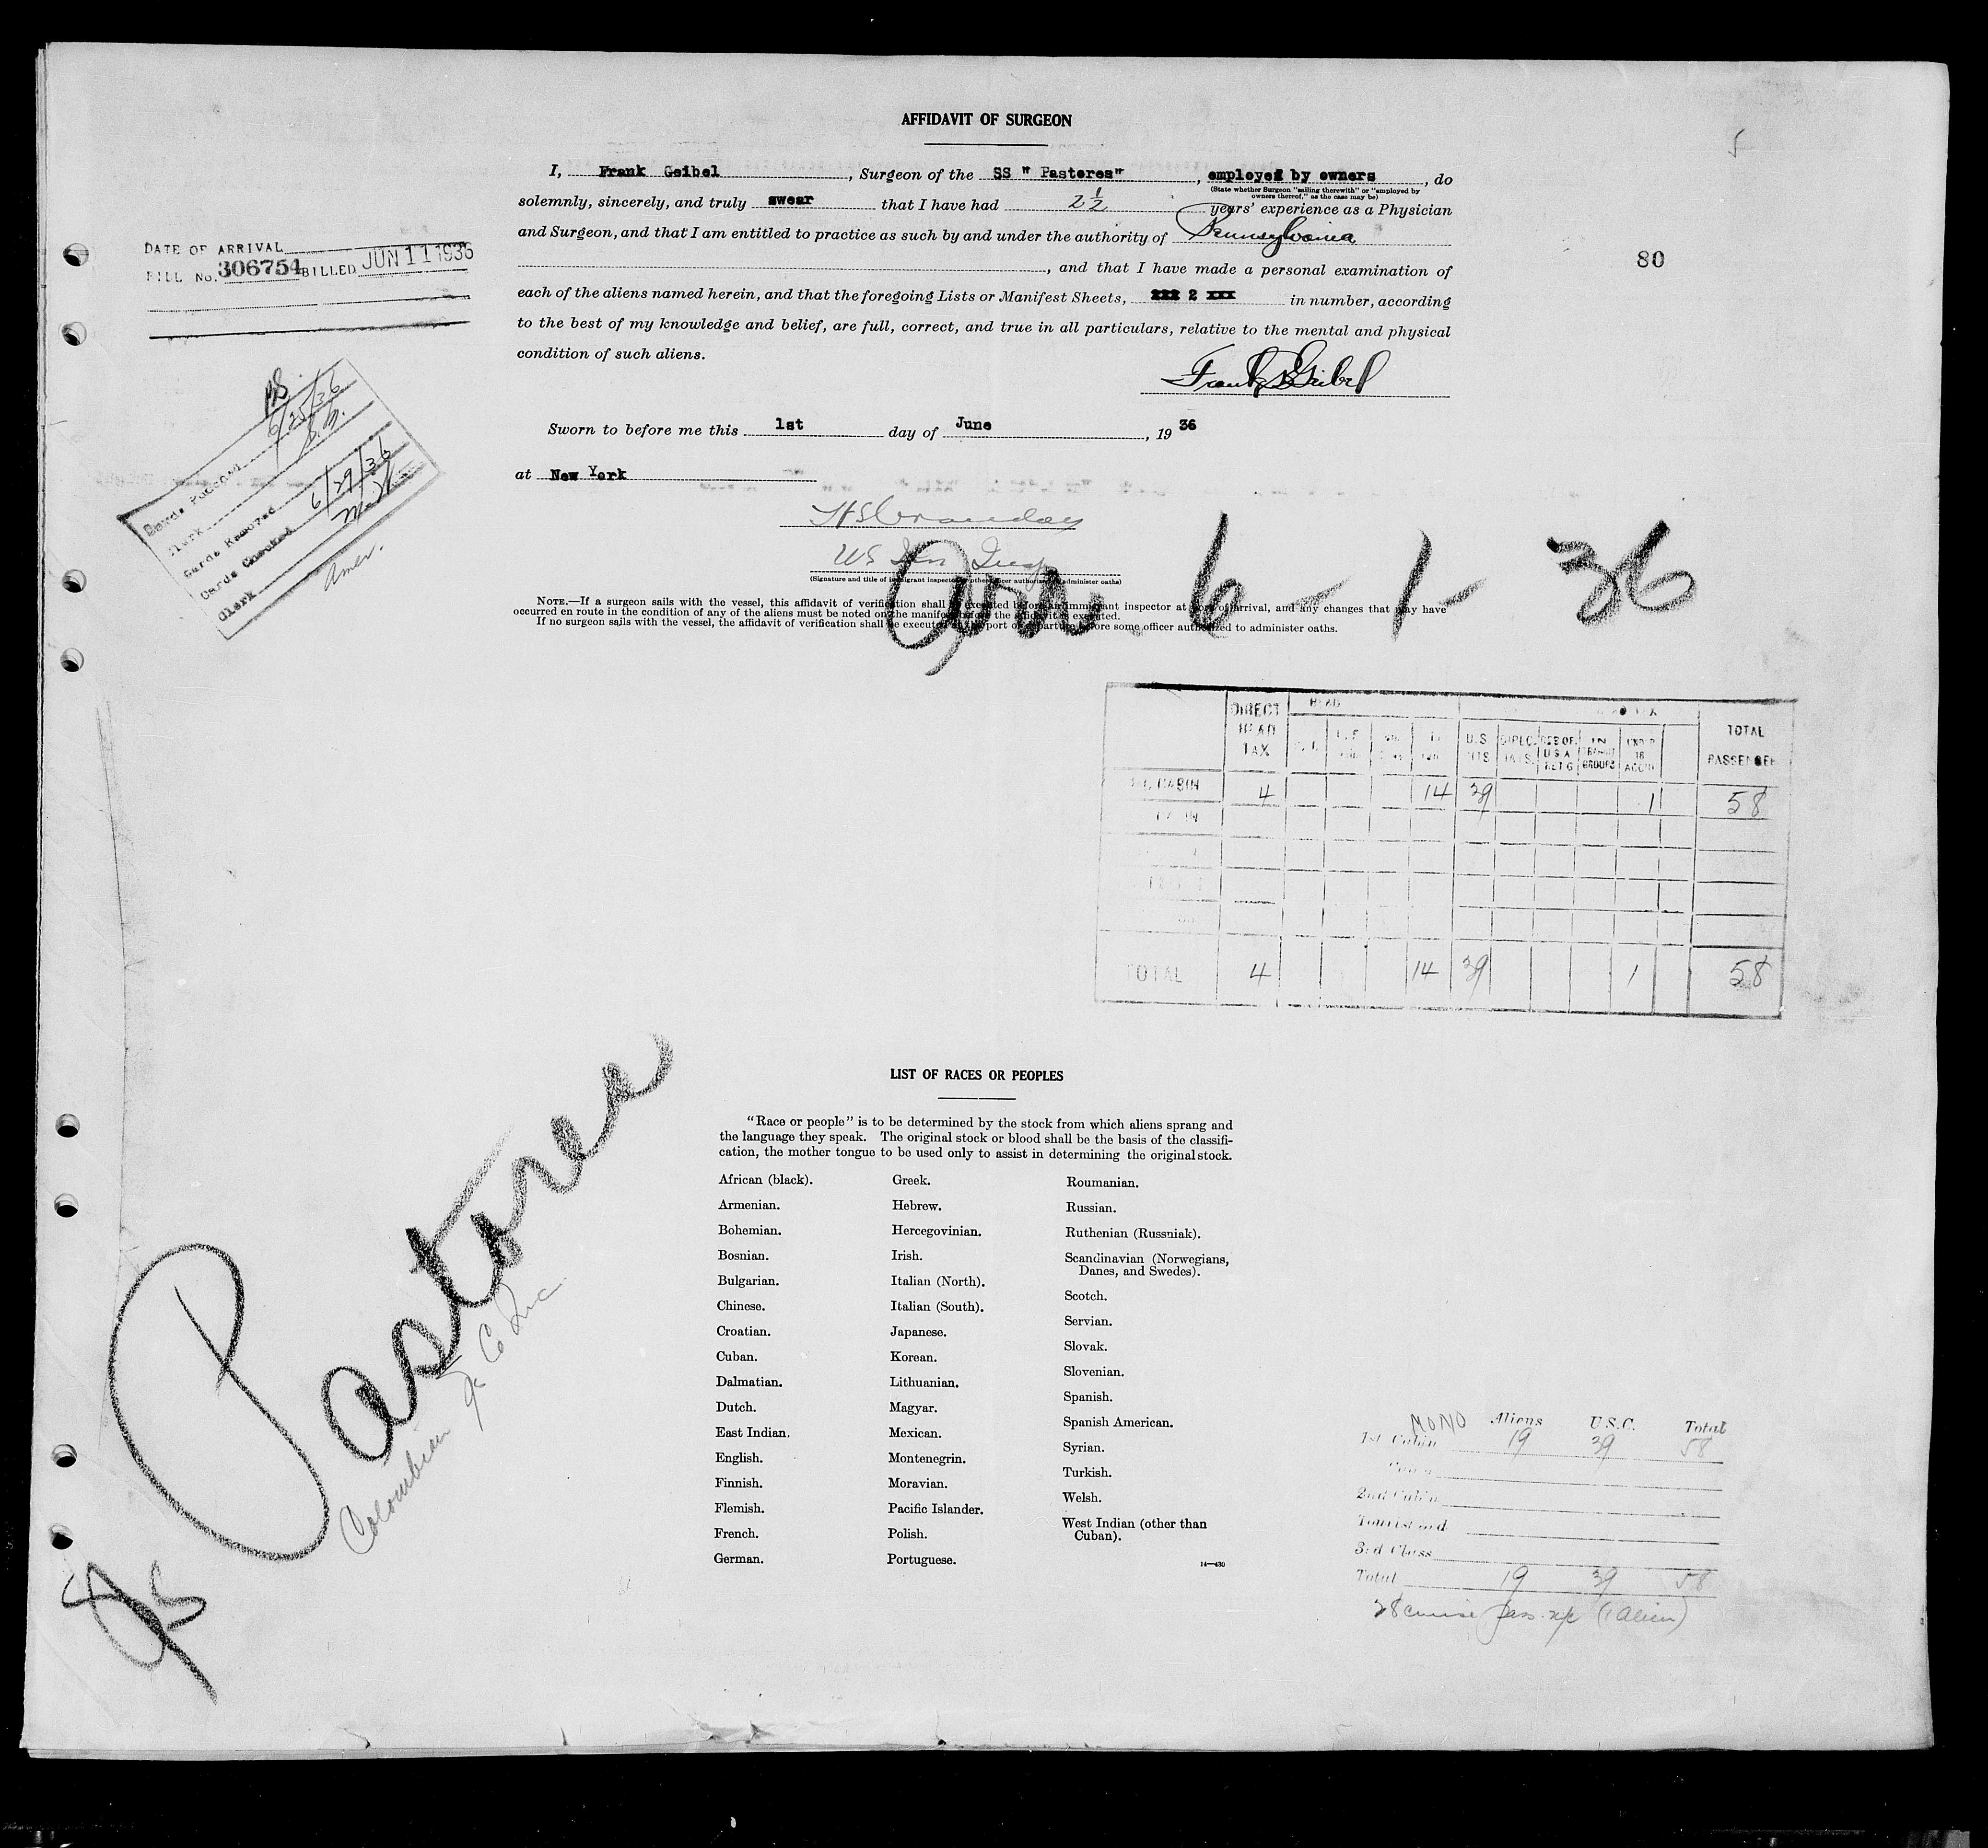 AFFIDAVIT OF SURGEON
I, Frank Geibel, Surgeon of the SS "Pastores", employed by owners, do
(State whether Surgeon "sailing therewith" or "employed by
owners thereof," as the case may be)
solemnly, sincerely, and truly swear that I have had 2½ years' experience as a Physician
and Surgeon, and that I am entitled to practice as such by and under the authority of Pennsylvania
, and that I have made a personal examination of
each of the aliens named herein, and that the foregoing Lists or Manifest Sheets, 2 xxx in number, according
to the best of my knowledge and belief, are full, correct, and true in all particulars, relative to the mental and physical
condition of such aliens.
Sworn to before me this 1st day of June, 19 36
at New York
(Signature and title of immigrant inspector or other officer authorized to administer oaths)
NOTE.—If a surgeon sails with the vessel, this affidavit of verification shall be executed before an immigrant inspector at port of arrival, and any changes that may have
occurred en route in the condition of any of the aliens must be noted on the manifest before the affidavit is executed.
If no surgeon sails with the vessel, the affidavit of verification shall be executed at the port of departure before some officer authorized to administer oaths.
DATE OF ARRIVAL
BILL No. 306754 BILLED JUN 11 1936
80
Cards Punched 6/25/36
Clerk
Cards Removed
Cards Checked 6/29/36
Clerk
6-1-36
DIRECT HEAD TAX
TOTAL
PASSENGER
4 14 39 1 58
TOTAL 4 14 39 1 58
Pastores
Colombian
Co Inc
LIST OF RACES OR PEOPLES
"Race or people" is to be determined by the stock from which aliens sprang and
the language they speak. The original stock or blood shall be the basis of the classifi-
cation, the mother tongue to be used only to assist in determining the original stock.
African (black).
Armenian.
Bohemian.
Bosnian.
Bulgarian.
Chinese.
Croatian.
Cuban.
Dalmatian.
Dutch.
East Indian.
English.
Finnish.
Flemish.
French.
German.
Greek.
Hebrew.
Hercegovinian.
Irish.
Italian (North).
Italian (South).
Japanese.
Korean.
Lithuanian.
Magyar.
Mexican.
Montenegrin.
Moravian.
Pacific Islander.
Polish.
Portuguese.
Roumanian.
Russian.
Ruthenian (Russniak).
Scandinavian (Norwegians,
Danes, and Swedes).
Scotch.
Servian.
Slovak.
Slovenian.
Spanish.
Spanish American.
Syrian.
Turkish.
Welsh.
West Indian (other than
Cuban).
14—430
MONO Aliens U.S.C. Total
1st Cabin 19 39 58
2nd Cabin
3rd Class
Total 19 39 58
(1 Alien)